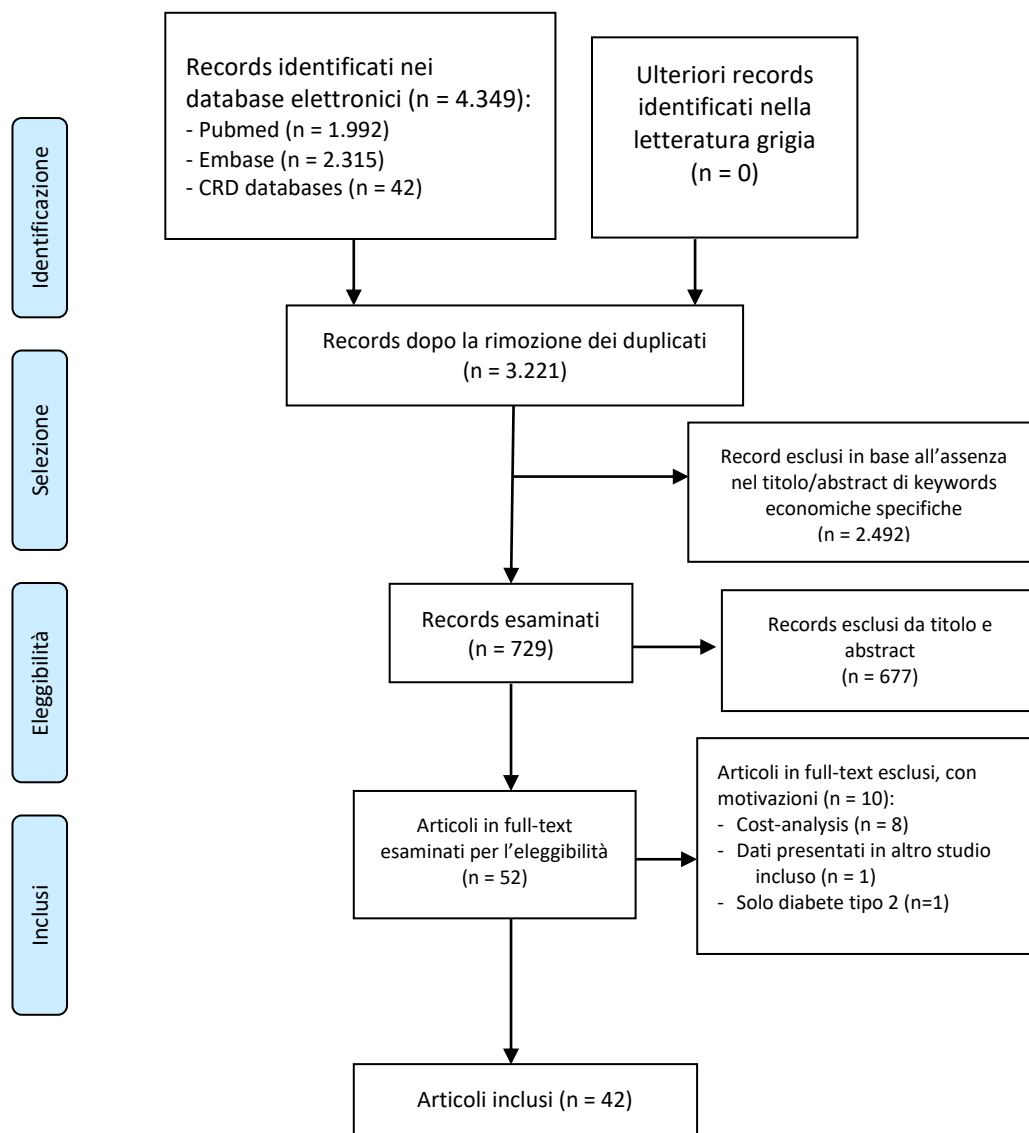 Records identificati nei
database elettronici (n = 4.349):
- Pubmed (n = 1.992)
- Embase (n = 2.315)
- CRD databases (n = 42)
Ulteriori records
identificati nella
letteratura grigia
(n = 0)
Identificazione
Records dopo la rimozione dei duplicati
(n = 3.221)
Selezione
Record esclusi in base all’assenza
nel titolo/abstract di keywords
economiche specifiche
(n = 2.492)
Eleggibilità
Records esaminati
(n = 729)
Records esclusi da titolo e
abstract
(n = 677)
Articoli in full-text
esaminati per l’eleggibilità
(n = 52)
Articoli in full-text esclusi, con
motivazioni (n = 10):
- Cost-analysis (n = 8)
- Dati presentati in altro studio
incluso (n = 1)
- Solo diabete tipo 2 (n=1)
Inclusi
Articoli inclusi (n = 42)